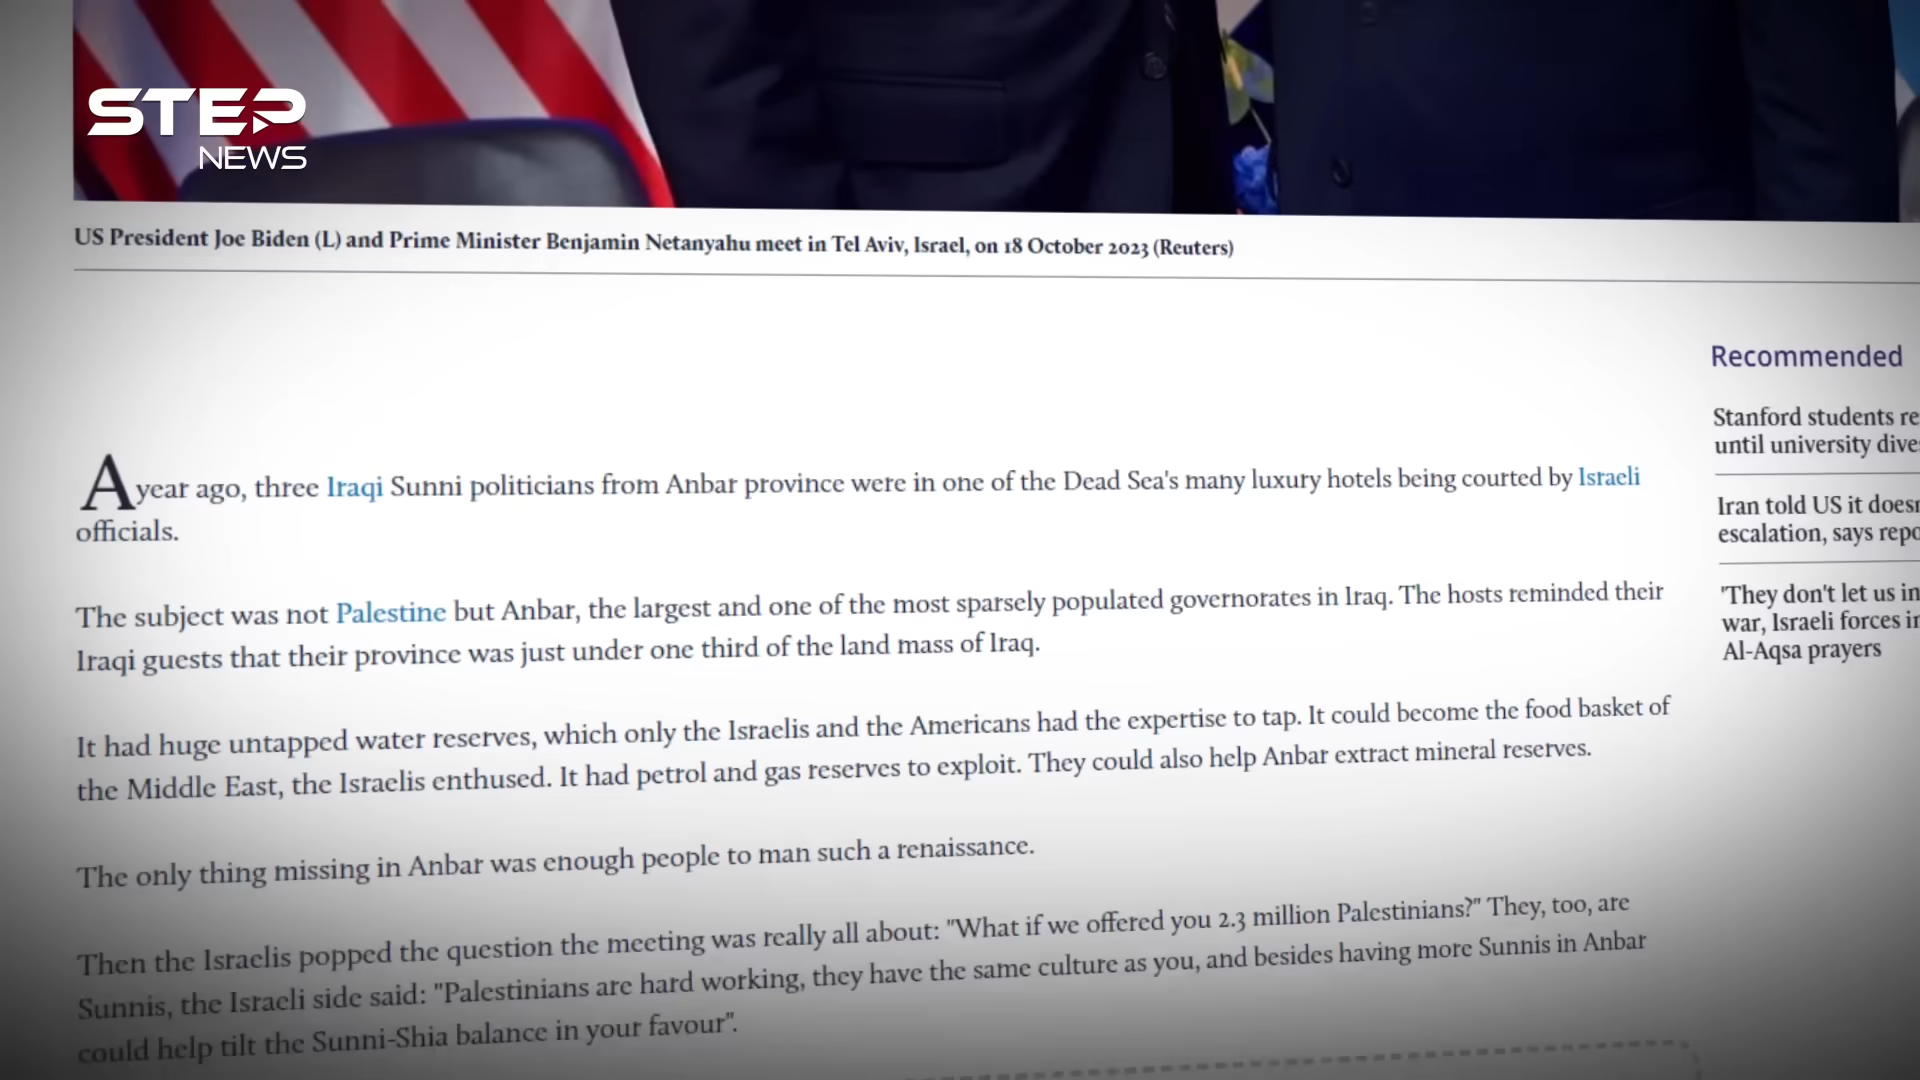 STEP
NEWS
US President Joe Biden (L) and Prime Minister Benjamin Netanyahu meet in Tel Aviv, Israel, on 18 October 2023 (Reuters)
A year ago, three Iraqi Sunni politicians from Anbar province were in one of the Dead Sea's many luxury hotels being courted by Israeli
officials.
The subject was not Palestine but Anbar, the largest and one of the most sparsely populated governorates in Iraq. The hosts reminded their
Iraqi guests that their province was just under one third of the land mass of Iraq.
It had huge untapped water reserves, which only the Israelis and the Americans had the expertise to tap. It could become the food basket of
the Middle East, the Israelis enthused. It had petrol and gas reserves to exploit. They could also help Anbar extract mineral reserves.
The only thing missing in Anbar was enough people to man such a renaissance.
Then the Israelis popped the question the meeting was really all about: "What if we offered you 2.3 million Palestinians?" They, too, are
Sunnis, the Israeli side said: "Palestinians are hard working, they have the same culture as you, and besides having more Sunnis in Anbar
could help tilt the Sunni-Shia balance in your favour".
Recommended
Stanford students re
until university dive
Iran told US it does
escalation, says repo
'They don't let us in
war, Israeli forces i
Al-Aqsa prayers